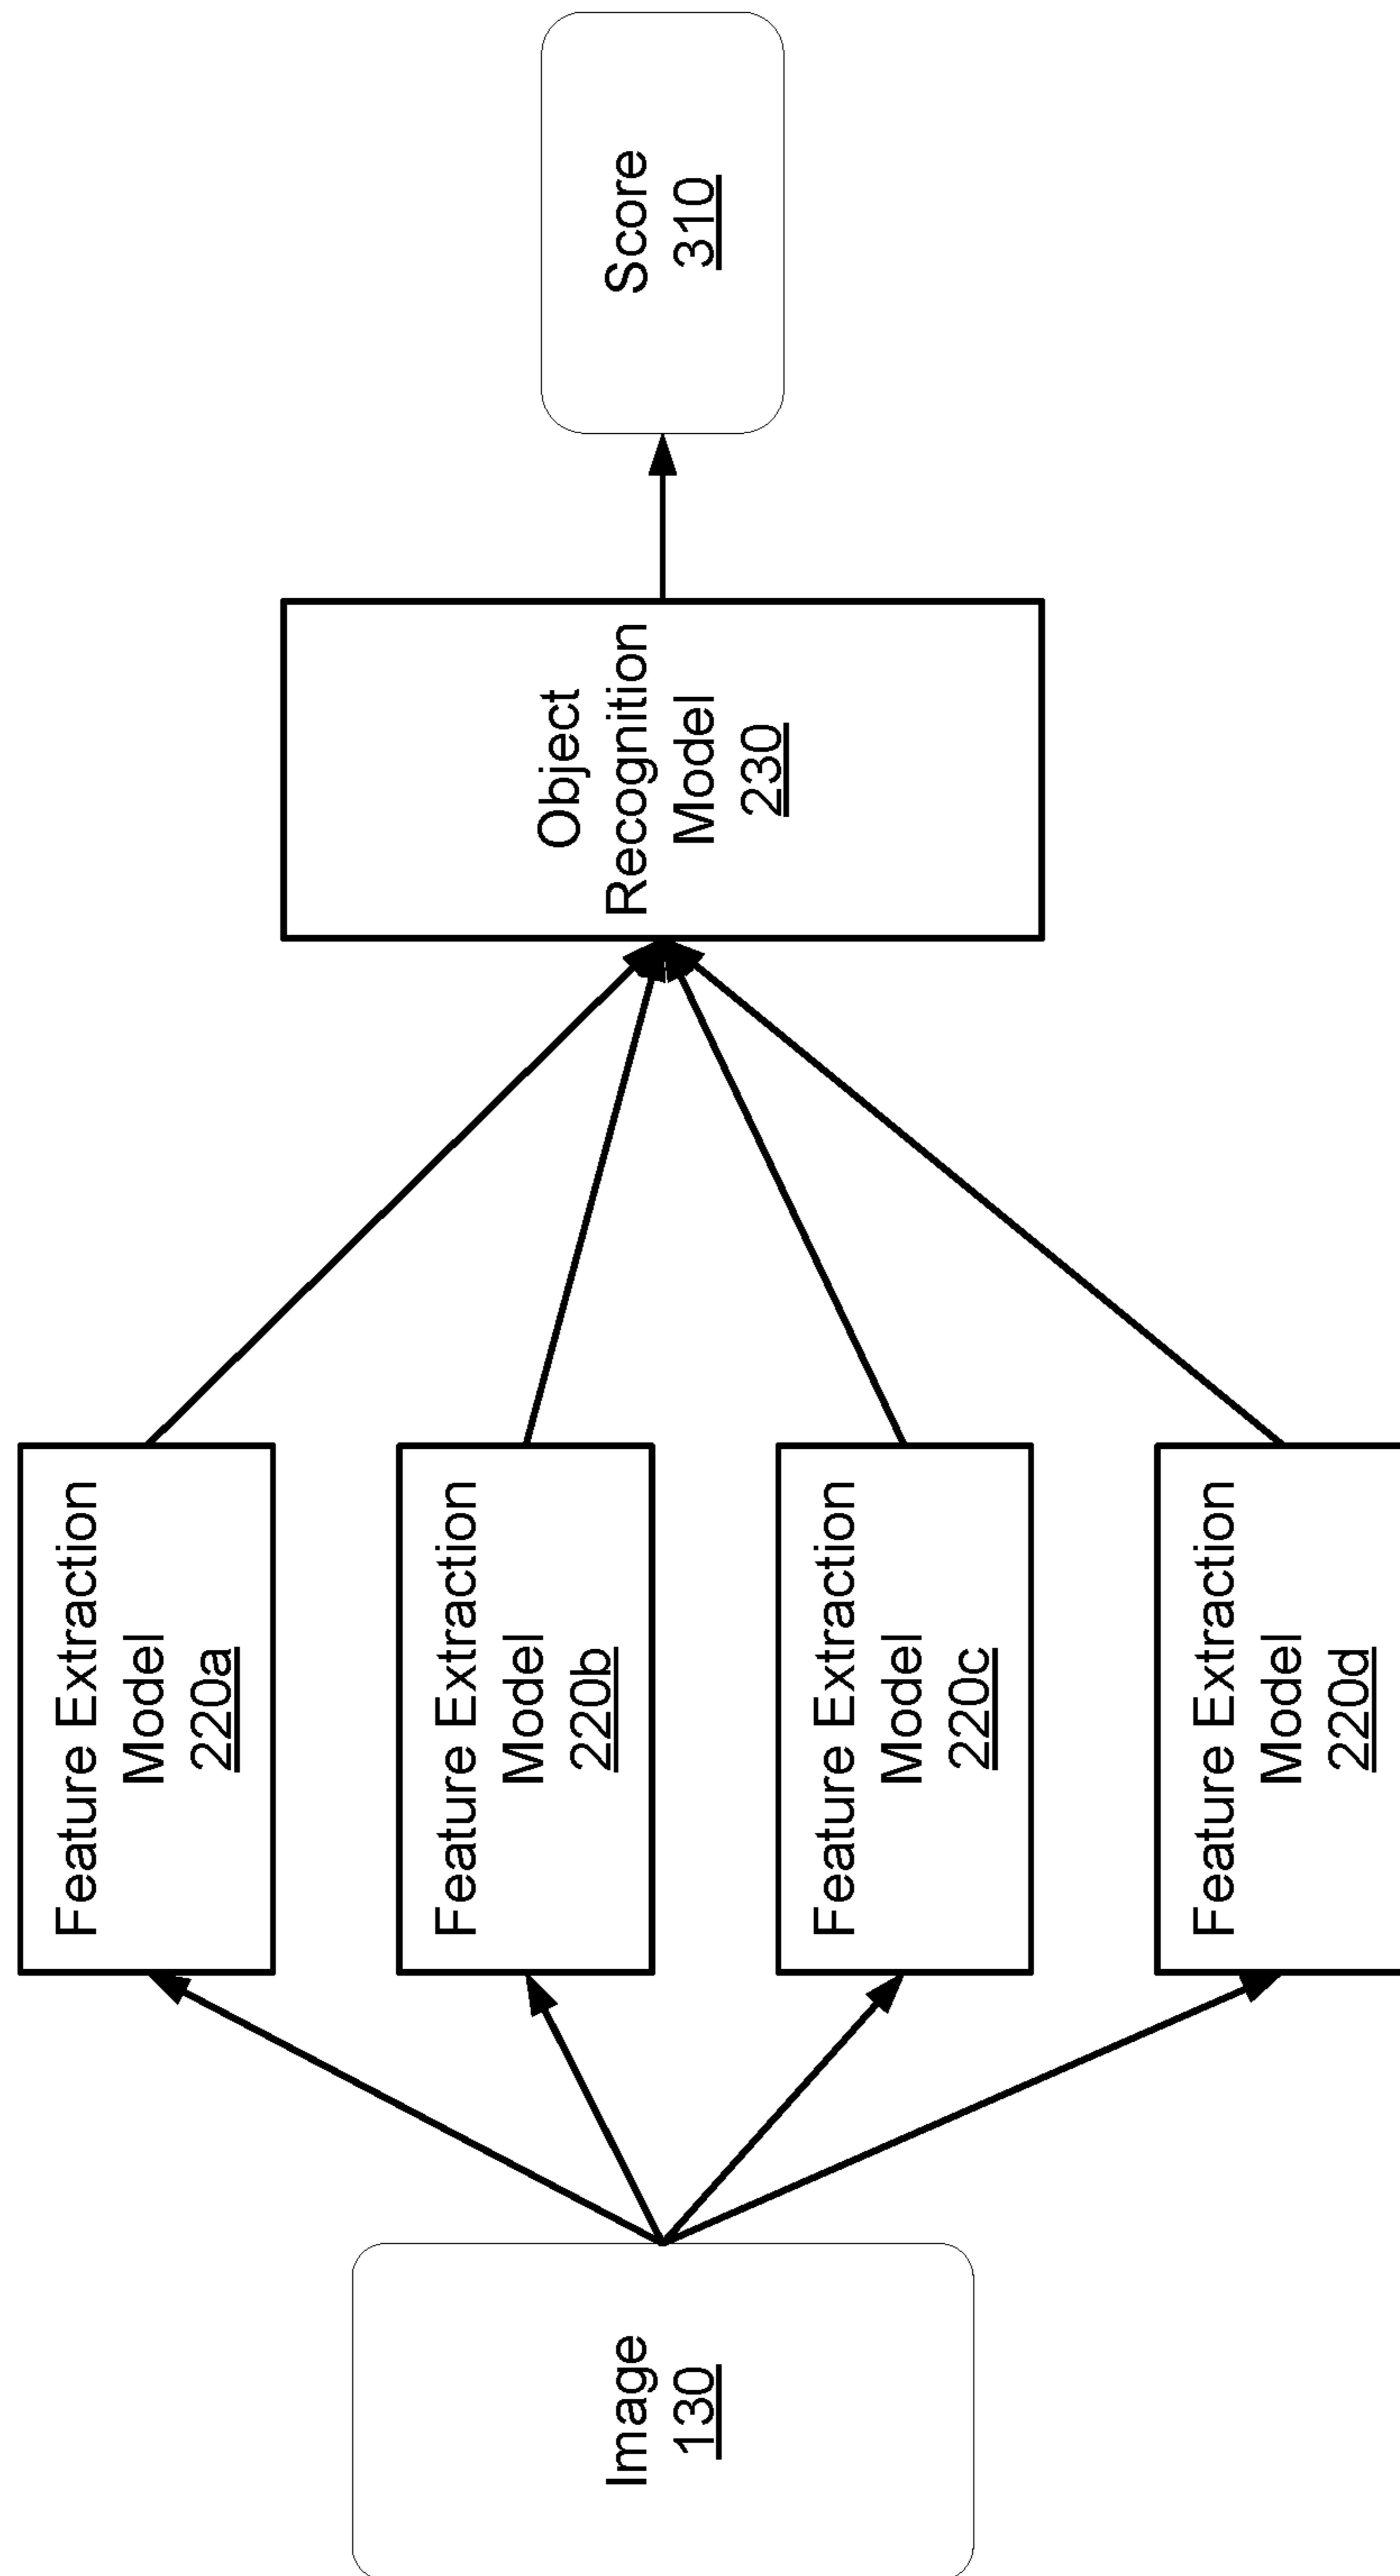 Image
130
Feature Extraction
Model
220a
Feature Extraction
Model
220b
Feature Extraction
Model
220c
Feature Extraction
Model
220d
Object
Recognition
Model
230
Score
310